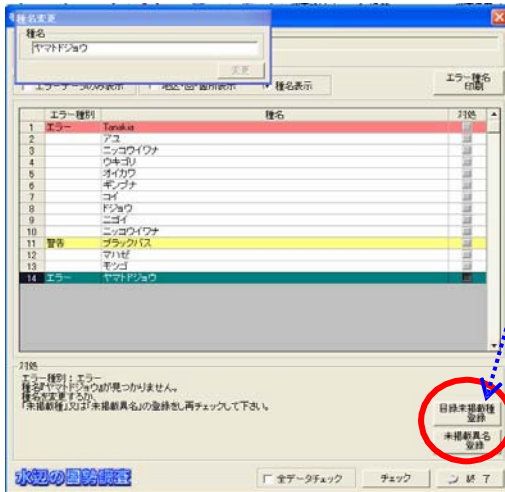 種名変更
種名
ヤマトドジョウ
変更
エラーデータのみ表示
種名表示
エラー種名
印刷
エラー種別 種名 対処
1 エラー Tanakia
2 アユ
3 ニッコウイワナ
4 ウキゴリ
5 オイカワ
6 ギンブナ
7 コイ
8 ドジョウ
9 ニゴイ
10 ニッコウイワナ
11 警告 ブラックバス
12 マハゼ
13 モツゴ
14 エラー ヤマトドジョウ
対処
エラー種別:エラー
種名『ヤマトドジョウ』が見つかりません。
種名を変更するか、
「未掲載種」又は「未掲載異名」の登録をし再チェックして下さい。
目録未掲載種
登録
未掲載異名
登録
水辺の国勢調査
全データチェック
チェック
終 了